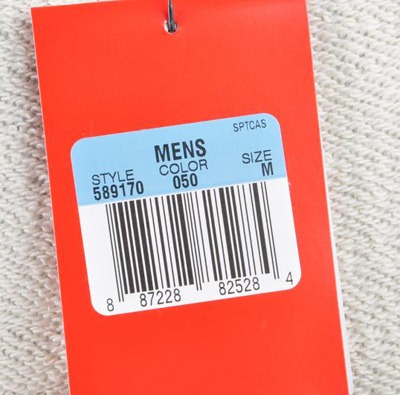 SPTCAS
MENS
STYLE COLOR SIZE
589170 050 M
8 87228 82528 4